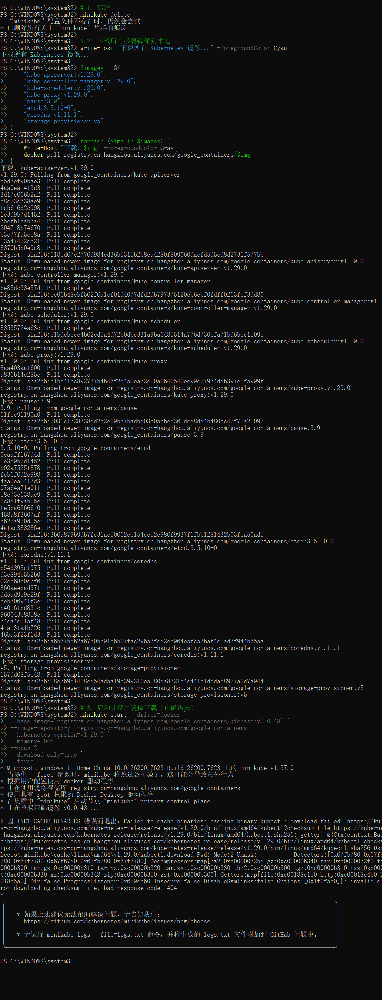 PS C:\WINDOWS\system32> # 1. 清理
PS C:\WINDOWS\system32> minikube delete
! “minikube”配置文件不存在时，仍然会尝试
* 已删除所有关于 "minikube" 集群的痕迹。
PS C:\WINDOWS\system32>
PS C:\WINDOWS\system32> # 2. 下载所有必要镜像到本地
PS C:\WINDOWS\system32> Write-Host "下载所有 Kubernetes 镜像..." -ForegroundColor Cyan
下载所有 Kubernetes 镜像...
PS C:\WINDOWS\system32>
PS C:\WINDOWS\system32> $images = @(
>>     "kube-apiserver:v1.29.0",
>>     "kube-controller-manager:v1.29.0",
>>     "kube-scheduler:v1.29.0",
>>     "kube-proxy:v1.29.0",
>>     "pause:3.9",
>>     "etcd:3.5.10-0",
>>     "coredns:v1.11.1",
>>     "storage-provisioner:v5"
>> )
PS C:\WINDOWS\system32>
PS C:\WINDOWS\system32> foreach ($img in $images) {
>>     Write-Host "下载: $img" -ForegroundColor Gray
>>     docker pull registry.cn-hangzhou.aliyuncs.com/google_containers/$img
>> }
下载: kube-apiserver:v1.29.0
v1.29.0: Pulling from google_containers/kube-apiserver
e5dbef90bae3: Pull complete
4aa0ea1413d3: Pull complete
3d17c666b2a2: Pull complete
e8c73c638ae9: Pull complete
fcb6f6d2c998: Pull complete
1e3d9b7d1452: Pull complete
65efb1cabba4: Pull complete
2047f8b74670: Pull complete
b3e77fa5ee8a: Pull complete
13547472c521: Pull complete
8870b5b0e9c8: Pull complete
Digest: sha256:118ed67e2776d984ed36b5315b2b8ca4280f809060daefd5d5ed8d2731f577bb
Status: Downloaded newer image for registry.cn-hangzhou.aliyuncs.com/google_containers/kube-apiserver:v1.29.0
registry.cn-hangzhou.aliyuncs.com/google_containers/kube-apiserver:v1.29.0
下载: kube-controller-manager:v1.29.0
v1.29.0: Pulling from google_containers/kube-controller-manager
ce85dc38e57d: Pull complete
Digest: sha256:ee06b48ebf562f6a1ef01d4077dfd2db797375120cb6cbf0fdff0263fcf3dd80
Status: Downloaded newer image for registry.cn-hangzhou.aliyuncs.com/google_containers/kube-controller-manager:v1.2
registry.cn-hangzhou.aliyuncs.com/google_containers/kube-controller-manager:v1.29.0
下载: kube-scheduler:v1.29.0
v1.29.0: Pulling from google_containers/kube-scheduler
88535724a63c: Pull complete
Digest: sha256:c1bdebccc4b62ed5a4d72b0dbc331a9ba6485514a776d730cfa71bd6bec1e09c
Status: Downloaded newer image for registry.cn-hangzhou.aliyuncs.com/google_containers/kube-scheduler:v1.29.0
registry.cn-hangzhou.aliyuncs.com/google_containers/kube-scheduler:v1.29.0
下载: kube-proxy:v1.29.0
v1.29.0: Pulling from google_containers/kube-proxy
8aa403aa1600: Pull complete
a836b14e285e: Pull complete
Digest: sha256:e1be415c892737b4b46f2d450eab2c20a0640540ee99c779b4d8b397e1f5999f
Status: Downloaded newer image for registry.cn-hangzhou.aliyuncs.com/google_containers/kube-proxy:v1.29.0
registry.cn-hangzhou.aliyuncs.com/google_containers/kube-proxy:v1.29.0
下载: pause:3.9
3.9: Pulling from google_containers/pause
61fec91190a0: Pull complete
Digest: sha256:7031c1b283388d2c2e09b57badb803c05ebed362dc88d84b480cc47f72a21097
Status: Downloaded newer image for registry.cn-hangzhou.aliyuncs.com/google_containers/pause:3.9
registry.cn-hangzhou.aliyuncs.com/google_containers/pause:3.9
下载: etcd:3.5.10-0
3.5.10-0: Pulling from google_containers/etcd
0eaaff167d4d: Pull complete
1e3d9b7d1452: Pull complete
b02a7525f878: Pull complete
fcb6f6d2c998: Pull complete
4aa0ea1413d3: Pull complete
07a64a71e011: Pull complete
e8c73c638ae9: Pull complete
7c881f9ab25e: Pull complete
fe5ca62666f0: Pull complete
458a8f3607af: Pull complete
5627a970d25e: Pull complete
4afac388286e: Pull complete
Digest: sha256:3b6a879b9db7fc31ae50662cc154cc52c986f9937f1fbb1281432b03fea50ad5
Status: Downloaded newer image for registry.cn-hangzhou.aliyuncs.com/google_containers/etcd:3.5.10-0
registry.cn-hangzhou.aliyuncs.com/google_containers/etcd:3.5.10-0
下载: coredns:v1.11.1
v1.11.1: Pulling from google_containers/coredns
c54d895c1975: Pull complete
d3c894b5b2b0: Pull complete
02cd68c0cbf6: Pull complete
860aeecad371: Pull complete
dd5ad9c9c29f: Pull complete
eebb06941f3e: Pull complete
b40161cd83fc: Pull complete
960043b8858c: Pull complete
b4ca4c215f48: Pull complete
4fa131a1b726: Pull complete
46ba3f23f1d3: Pull complete
Digest: sha256:a6b67bdb2a6750b591e6b07fac29653fc82ee964e5fc53baf4c1ad3f944b655a
Status: Downloaded newer image for registry.cn-hangzhou.aliyuncs.com/google_containers/coredns:v1.11.1
registry.cn-hangzhou.aliyuncs.com/google_containers/coredns:v1.11.1
下载: storage-provisioner:v5
v5: Pulling from google_containers/storage-provisioner
157dd68f5e48: Pull complete
Digest: sha256:18eb69d1418e854ad5a19e399310e52808a8321e4c441c1dddad8977a0d7a944
Status: Downloaded newer image for registry.cn-hangzhou.aliyuncs.com/google_containers/storage-provisioner:v5
registry.cn-hangzhou.aliyuncs.com/google_containers/storage-provisioner:v5
PS C:\WINDOWS\system32>
PS C:\WINDOWS\system32> # 3. 启动并禁用镜像下载（正确语法）
PS C:\WINDOWS\system32> minikube start --driver=docker `
>> --base-image='registry.cn-hangzhou.aliyuncs.com/google_containers/kicbase:v0.0.48' `
>> --image-repository='registry.cn-hangzhou.aliyuncs.com/google_containers' `
>> --kubernetes-version=v1.29.0 `
>> --memory=2048 `
>> --cpus=2 `
>> --download-only=true `
>> --force
* Microsoft Windows 11 Home China 10.0.26200.7623 Build 26200.7623 上的 minikube v1.37.0
! 当提供 --force 参数时，minikube 将跳过各种验证，这可能会导致意外行为
* 根据用户配置使用 docker 驱动程序
* 正在使用镜像存储库 registry.cn-hangzhou.aliyuncs.com/google_containers
* 使用具有 root 权限的 Docker Desktop 驱动程序
* 在集群中 "minikube" 启动节点 "minikube" primary control-plane
* 正在拉取基础镜像 v0.0.48 ...
X 因 INET_CACHE_BINARIES 错误而退出：Failed to cache binaries: caching binary kubectl: download failed: https://kub
s-cn-hangzhou.aliyuncs.com/kubernetes-release/release/v1.29.0/bin/linux/amd64/kubectl?checksum=file:https://kuberne
-hangzhou.aliyuncs.com/kubernetes-release/release/v1.29.0/bin/linux/amd64/kubectl.sha256: getter: &{Ctx:context.Bac
c:https://kubernetes.oss-cn-hangzhou.aliyuncs.com/kubernetes-release/release/v1.29.0/bin/linux/amd64/kubectl?checks
tps://kubernetes.oss-cn-hangzhou.aliyuncs.com/kubernetes-release/release/v1.29.0/bin/linux/amd64/kubectl.sha256 Dst
Lecoo\.minikube\cache\linux\amd64\v1.29.0/kubectl.download Pwd: Mode:2 Umask:---------- Detectors:[0x67fb780 0x67fb
780 0x67fb780 0x67fb780 0x67fb780 0x67fb780] Decompressors:map[bz2:0xc00000b2b8 gz:0xc00000b340 tar:0xc00000b2f0 ta
0000b300 tar.gz:0xc00000b310 tar.xz:0xc00000b320 tar.zst:0xc00000b330 tbz2:0xc00000b300 tgz:0xc00000b310 txz:0xc000
t:0xc00000b330 xz:0xc00000b348 zip:0xc00000b350 zst:0xc00000b360] Getters:map[file:0xc00188c1c0 http:0xc00018c4b0 h
018c5a0] Dir:false ProgressListener:0x679cc60 Insecure:false DisableSymlinks:false Options:[0x1f0f5c0]}: invalid ch
ror downloading checksum file: bad response code: 404
*
* 如果上述建议无法帮助解决问题，请告知我们：
https://github.com/kubernetes/minikube/issues/new/choose
* 请运行 minikube logs --file=logs.txt 命令，并将生成的 logs.txt 文件附加到 GitHub 问题中。
PS C:\WINDOWS\system32>